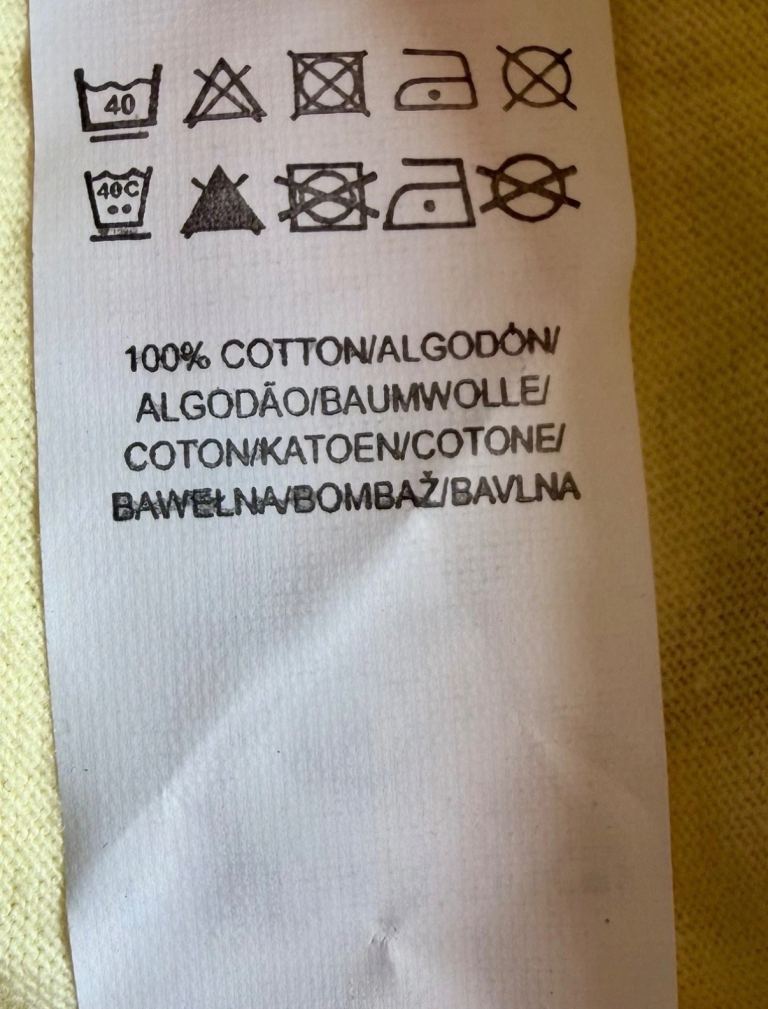 40
40C
100% COTTON/ALGODÓN/
ALGODÃO/BAUMWOLLE/
COTON/KATOEN/COTONE/
BAWEŁNA/BOMBAŽ/BAVLNA